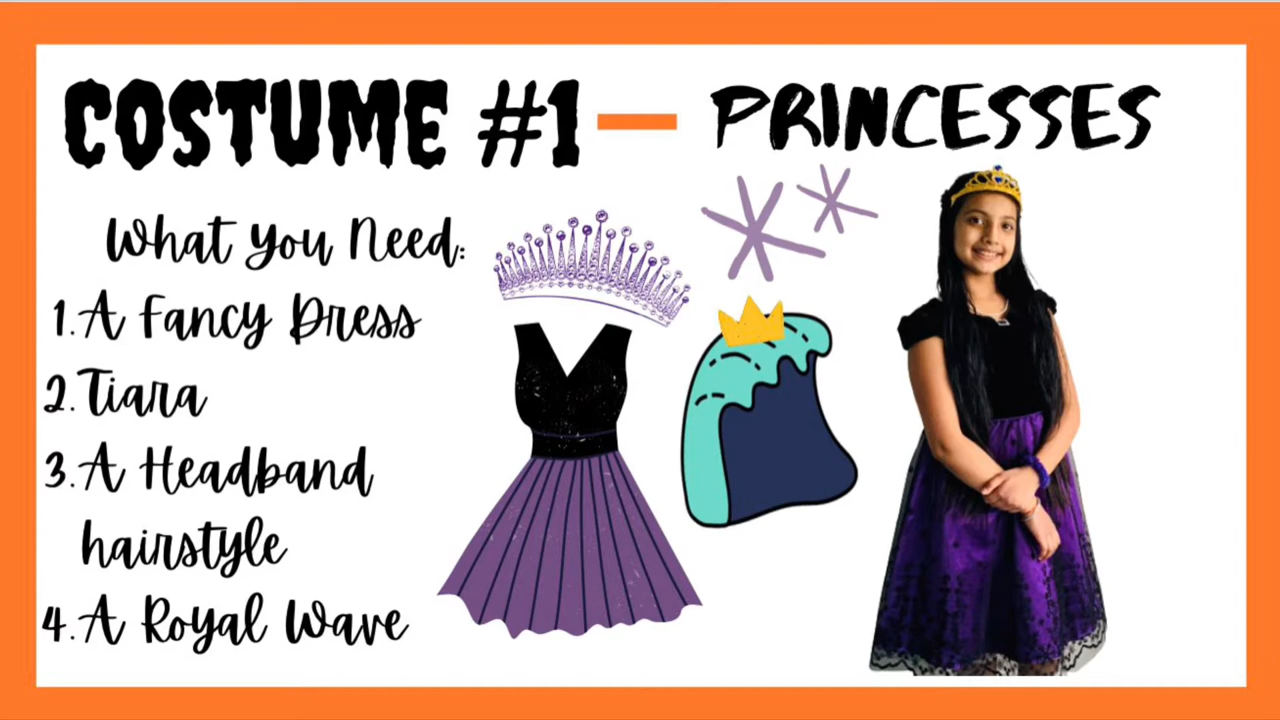 COSTUME #1 — PRINCESSES
What You Need:
1. A Fancy Dress
2. Tiara
3. A Headband
hairstyle
4. A Royal Wave